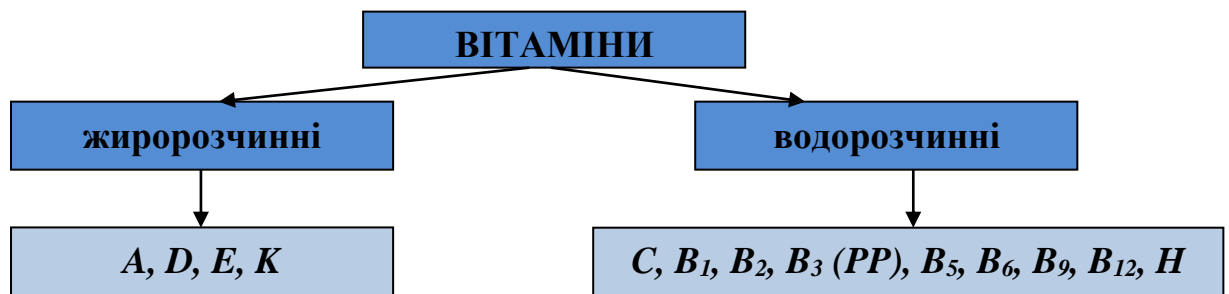 ВІТАМІНИ
жиророзчинні
водорозчинні
A, D, E, K
C, B₁, B₂, B₃ (PP), B₅, B₆, B₉, B₁₂, H